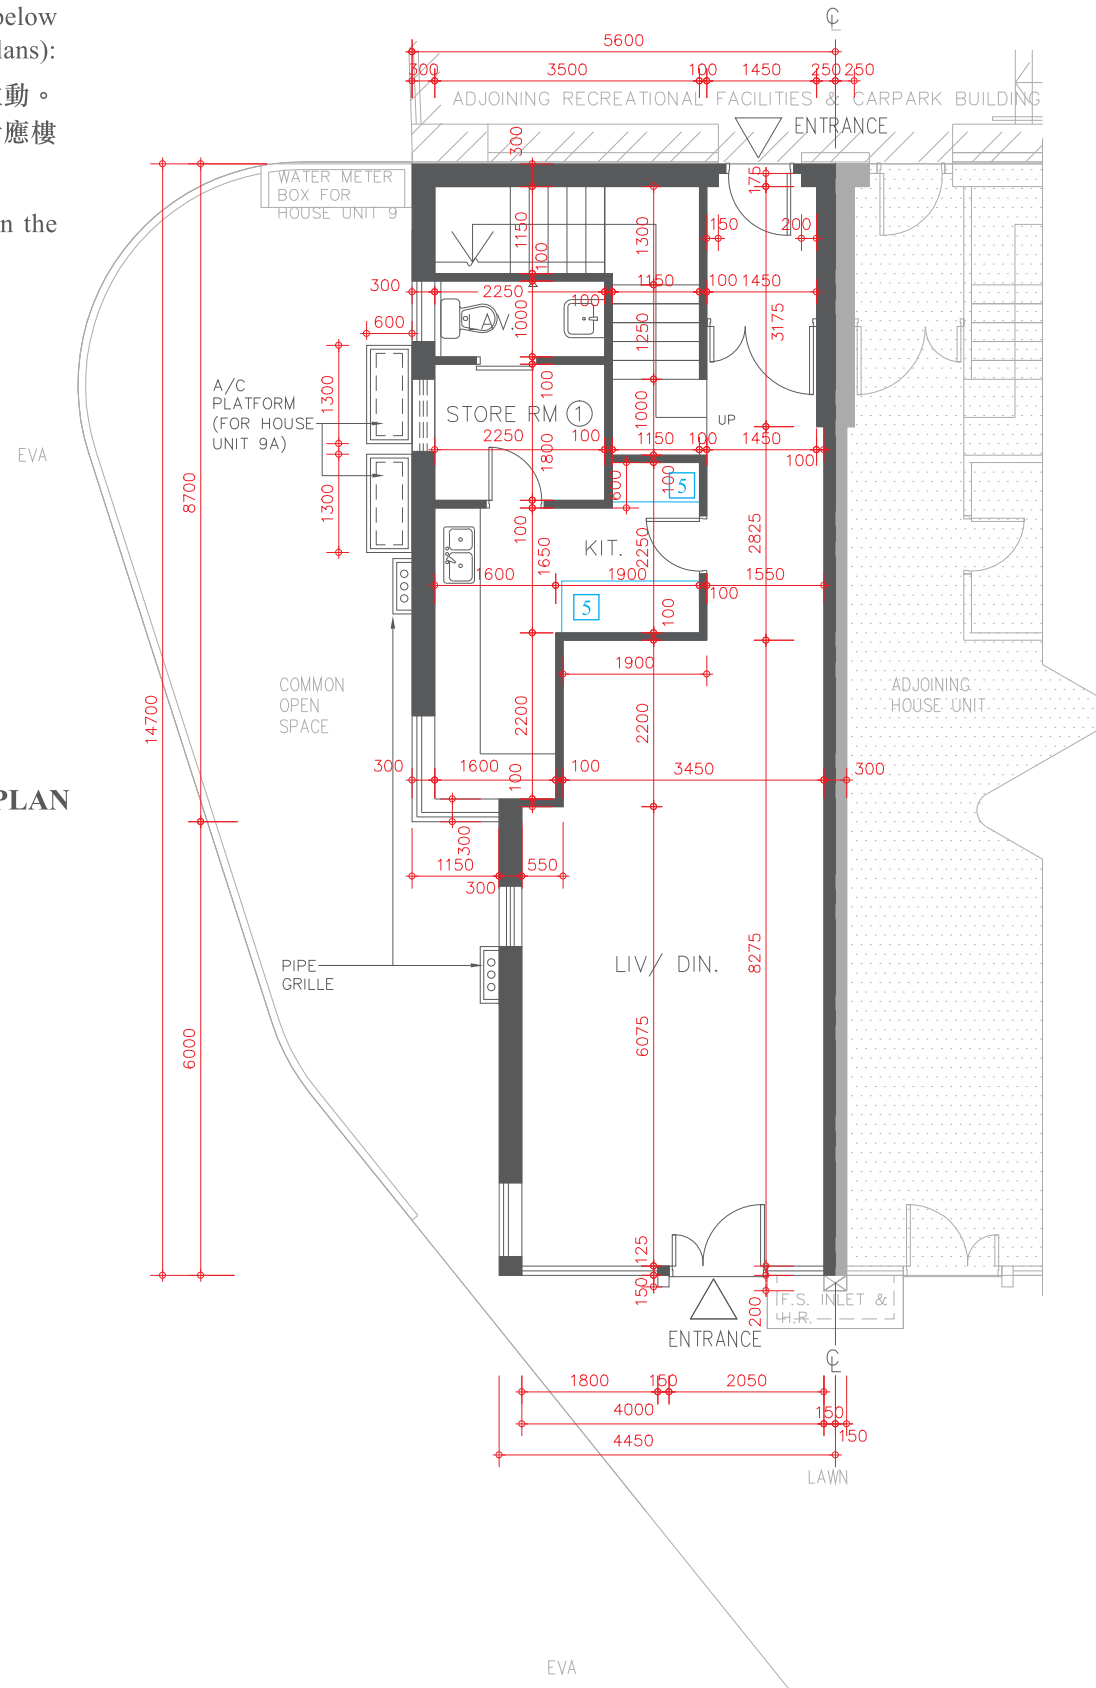 below
lans):
動。
應樓
n the
PLAN
℄
5600
300 3500 100 1450 250 250
ADJOINING RECREATIONAL FACILITIES & CARPARK BUILDING
ENTRANCE
300
WATER METER
BOX FOR
HOUSE UNIT 9
175
1150
100
1300
150 200
300 2250 100 1150 100 1450
LAV.
1000
1250
3175
600
A/C
PLATFORM
(FOR HOUSE
UNIT 9A)
1300
1300
STORE RM 1
100
1000
UP
2250 100 1150 100 1450
1800
100
EVA
8700
600
100
5
100
1650
KIT.
2250
2825
1600 1900 1550
100
5
100
1900
COMMON
OPEN
SPACE
ADJOINING
HOUSE UNIT
14700
2200
2200
300 1600 100 3450 300
100
300
1150 550
300
PIPE
GRILLE
LIV/ DIN.
8275
6075
6000
125
150
200
F.S. INLET &
H.R.
ENTRANCE
℄
1800 150 2050
4000 150
150
4450
LAWN
EVA